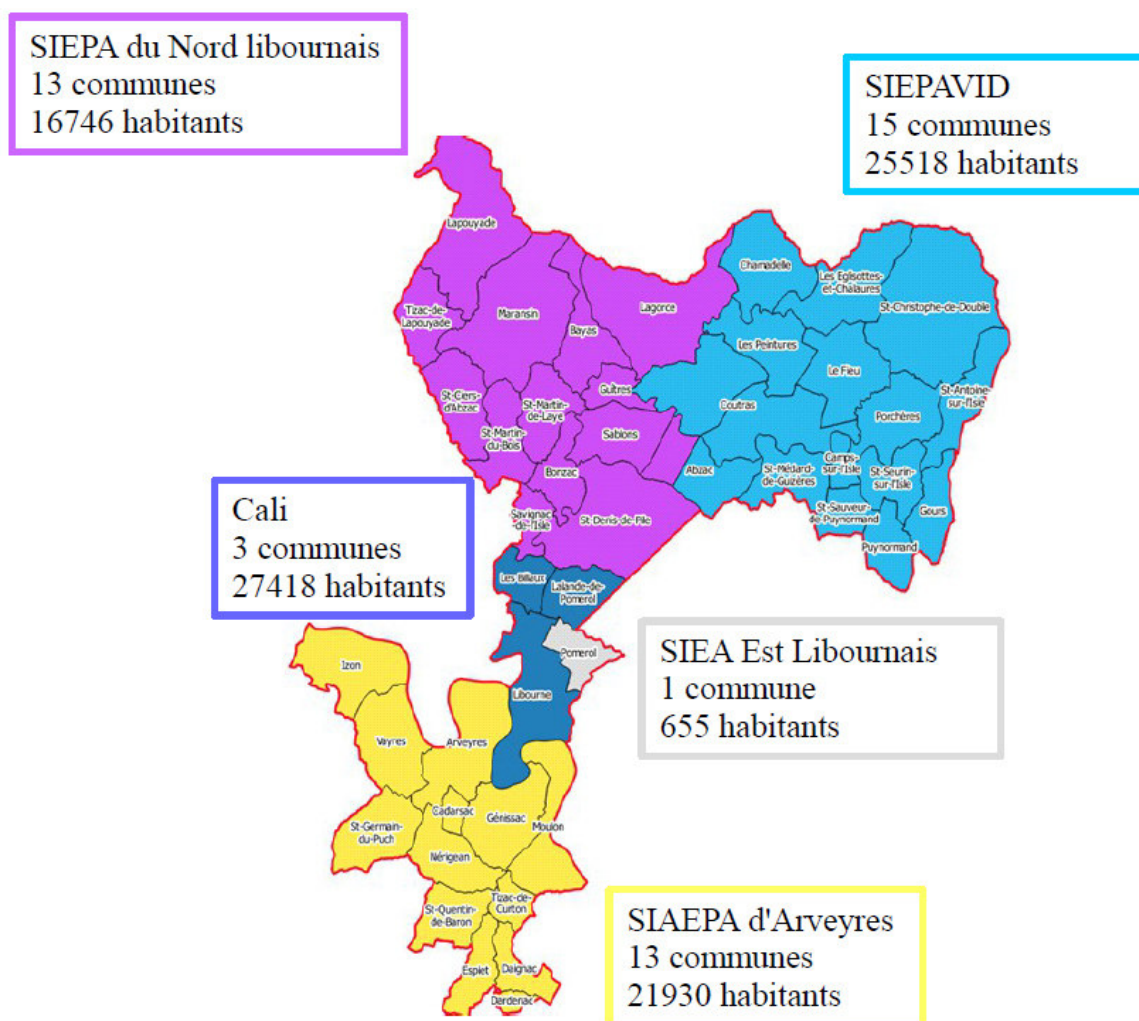 SIEPA du Nord libournais
13 communes
16746 habitants
SIEPAVID
15 communes
25518 habitants
Lapouyade
Chamadelle
Les Eglisottes-
et-Chalaures
St-Christophe-de-Double
Tizac-de-
Lapouyade
Maransin
Lagorce
Bayas
Les Peintures
Le Fieu
St-Antoine-
sur-l'Isle
Guîtres
St-Ciers-
d'Abzac
St-Martin-
de-Laye
Coutras
Porchères
St-Martin-
du-Bois
Sablons
Bonzac
Abzac
St-Médard-
de-Guizères
Camps-
sur-l'Isle
St-Seurin-
sur-l'Isle
Gours
St-Sauveur-
de-Puynormand
Puynormand
Savignac-
de-l'Isle
St-Denis-de-Pile
Cali
3 communes
27418 habitants
Les Billaux
Lalande-de-
Pomerol
Pomerol
Libourne
SIEA Est Libournais
1 commune
655 habitants
Izon
Vayres
Arveyres
Cadarsac
Génissac
Moulon
St-Germain-
du-Puch
Nérigean
Tizac-de-
Curton
St-Quentin-
de-Baron
Espiet
Daignac
Dardenac
SIAEPA d'Arveyres
13 communes
21930 habitants